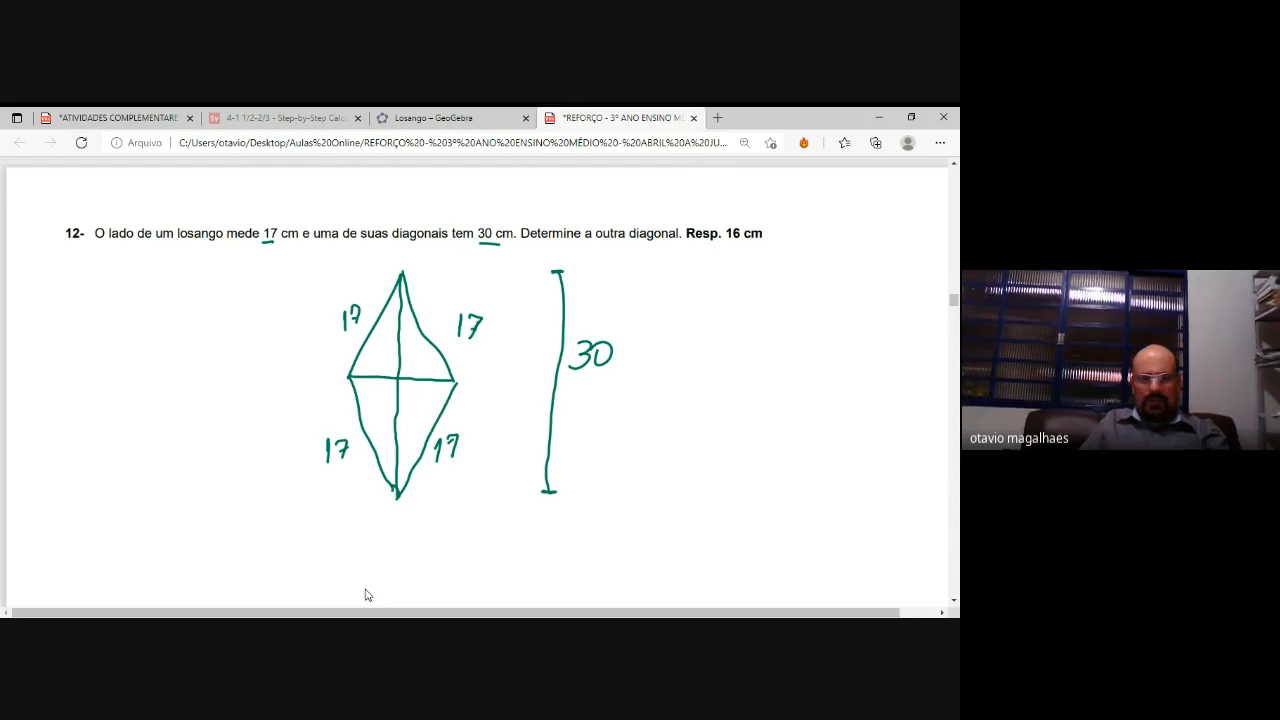 *ATIVIDADES COMPLEMENTARE
Sy 4-1 1/2-2/3 - Step-by-Step Calcu
Losango – GeoGebra
*REFORÇO - 3º ANO ENSINO MÉ
Arquivo
C:/Users/otavio/Desktop/Aulas%20Online/REFORÇO%20-%203º%20ANO%20ENSINO%20MÉDIO%20-%20ABRIL%20A%20JU...
12- O lado de um losango mede 17 cm e uma de suas diagonais tem 30 cm. Determine a outra diagonal. Resp. 16 cm
17
17
30
17
17
otavio magalhaes